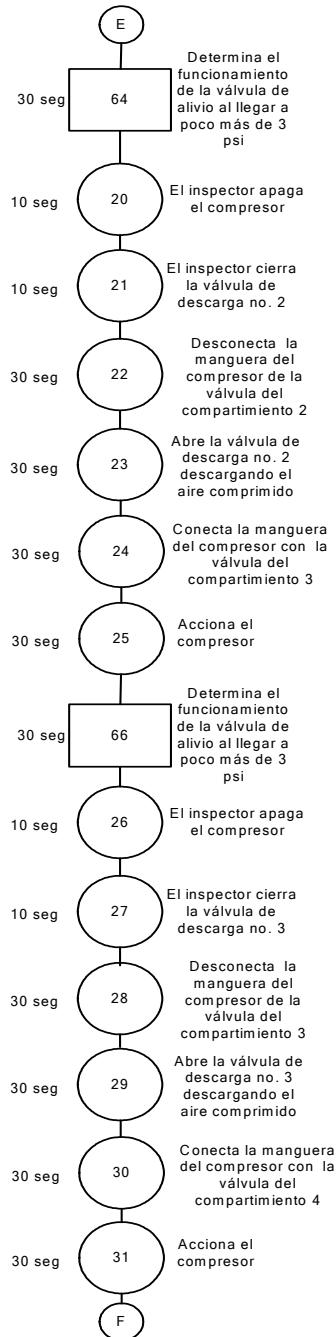 E
Determina el
funcionamiento
de la válvula de
alivio al llegar a
poco más de 3
psi
30 seg
64
10 seg
20
El inspector apaga
el compresor
10 seg
21
El inspector cierra
la válvula de
descarga no. 2
30 seg
22
Desconecta la
manguera del
compresor de la
válvula del
compartimiento 2
30 seg
23
Abre la válvula de
descarga no. 2
descargando el
aire comprimido
30 seg
24
Conecta la manguera
del compresor con la
válvula del
compartimiento 3
30 seg
25
Acciona el
compresor
30 seg
66
Determina el
funcionamiento
de la válvula de
alivio al llegar a
poco más de 3
psi
10 seg
26
El inspector apaga
el compresor
10 seg
27
El inspector cierra
la válvula de
descarga no. 3
30 seg
28
Desconecta la
manguera del
compresor de la
válvula del
compartimiento 3
30 seg
29
Abre la válvula de
descarga no. 3
descargando el
aire comprimido
30 seg
30
Conecta la manguera
del compresor con la
válvula del
compartimiento 4
30 seg
31
Acciona el
compresor
F